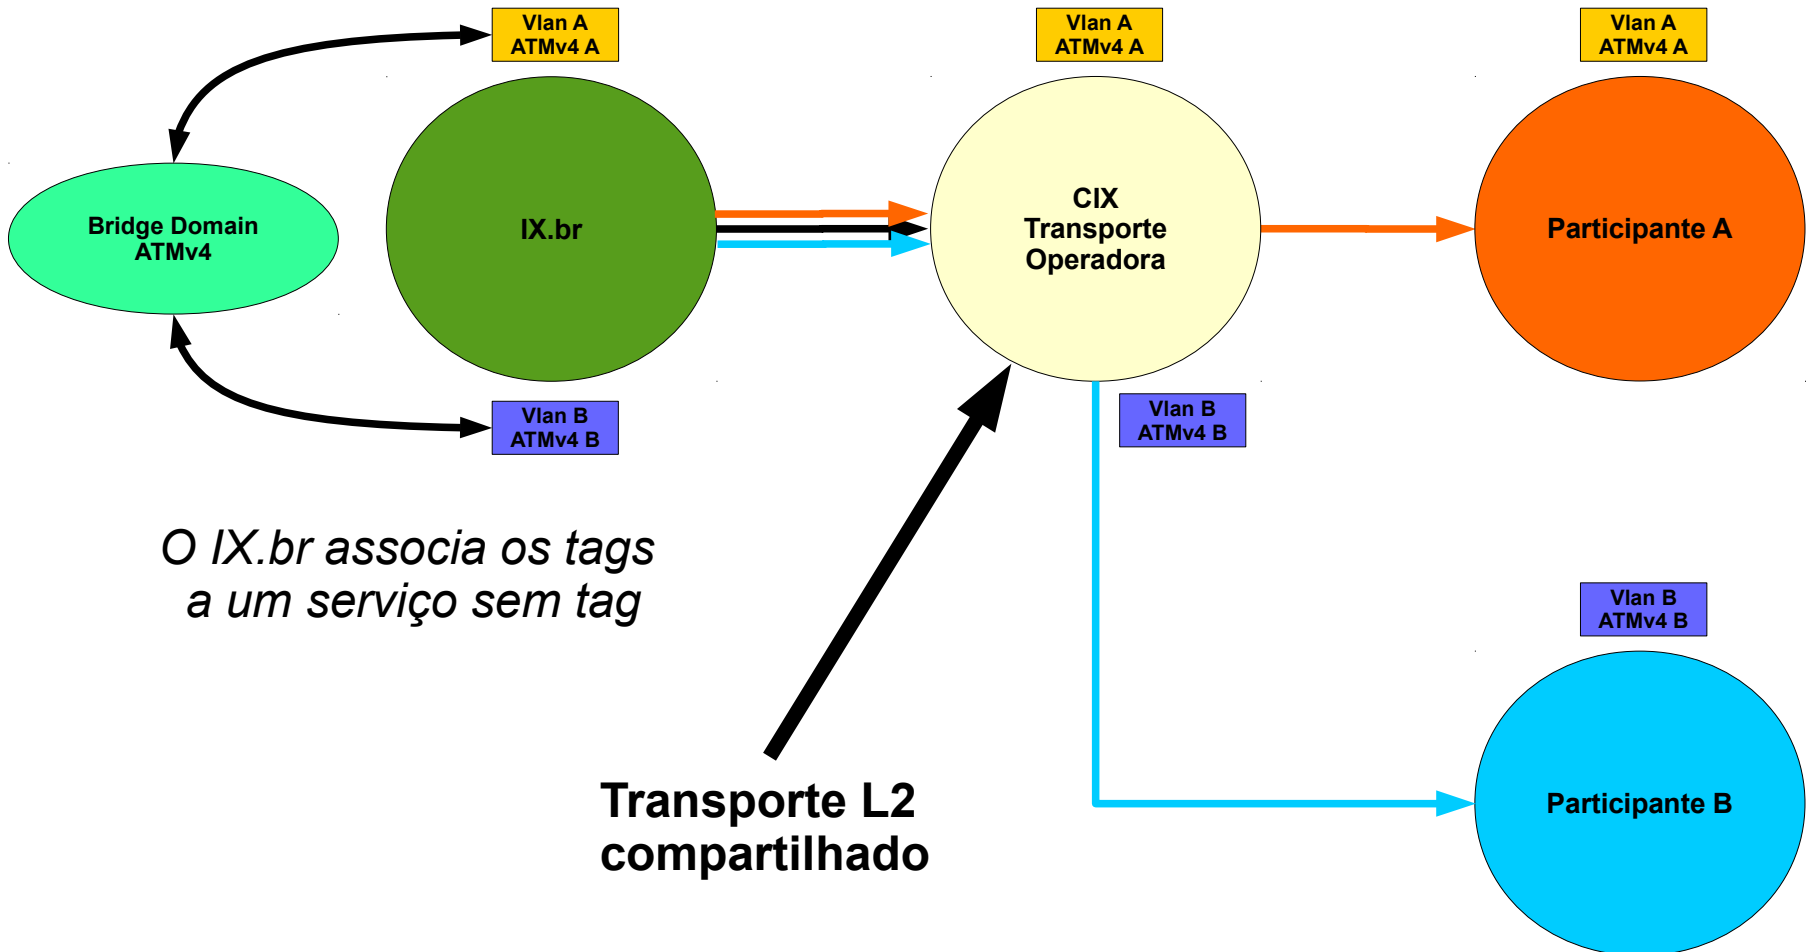 Vlan A
ATMv4 A
Vlan A
ATMv4 A
Vlan A
ATMv4 A
Bridge Domain
ATMv4
IX.br
CIX
Transporte
Operadora
Participante A
Vlan B
ATMv4 B
Vlan B
ATMv4 B
O IX.br associa os tags
a um serviço sem tag
Vlan B
ATMv4 B
Transporte L2
compartilhado
Participante B